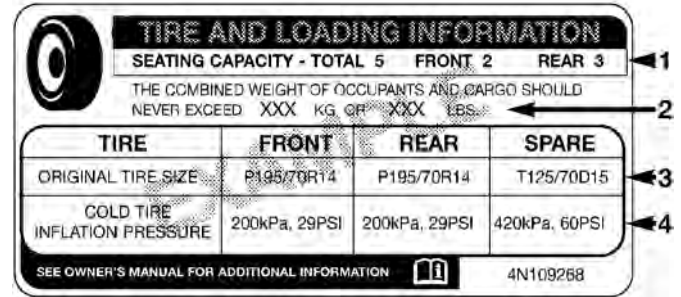 TIRE AND LOADING INFORMATION
SEATING CAPACITY - TOTAL 5 FRONT 2 REAR 3
1
THE COMBINED WEIGHT OF OCCUPANTS AND CARGO SHOULD
NEVER EXCEED XXX KG OR XXX LBS.
2
TIRE FRONT REAR SPARE
ORIGINAL TIRE SIZE P195/70R14 P195/70R14 T125/70D15
3
COLD TIRE
INFLATION PRESSURE 200kPa, 29PSI 200kPa, 29PSI 420kPa, 60PSI
4
SEE OWNER'S MANUAL FOR ADDITIONAL INFORMATION 4N109268
EXAMPLE